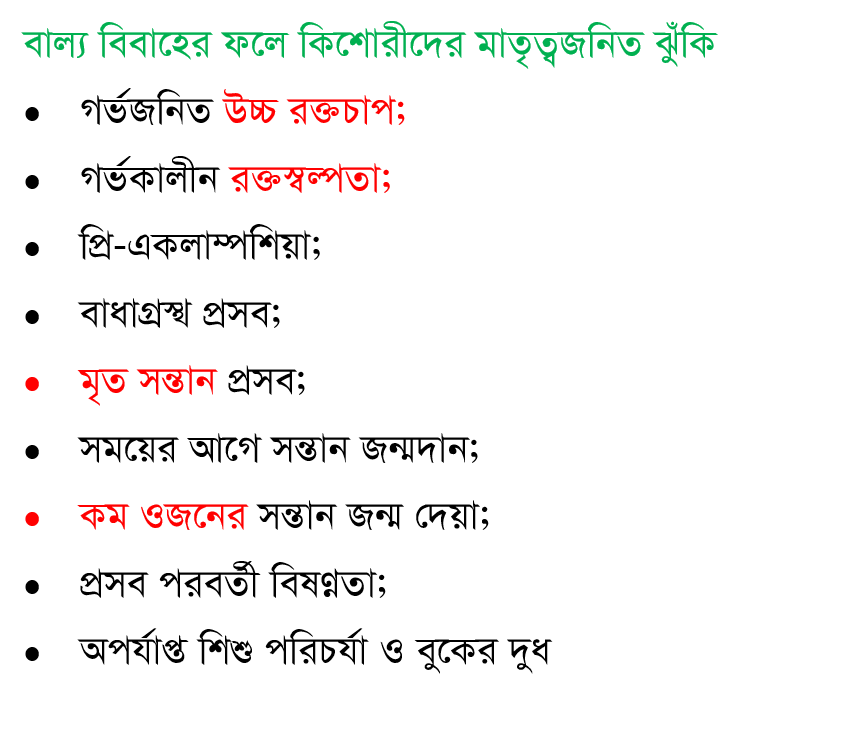 বাল্য বিবাহের ফলে কিশোরীদের মাতৃত্বজনিত ঝুঁকি
● গর্ভজনিত উচ্চ রক্তচাপ;
● গর্ভকালীন রক্তস্বল্পতা;
● প্রি-একলাম্পশিয়া;
● বাধাগ্রস্থ প্রসব;
● মৃত সন্তান প্রসব;
● সময়ের আগে সন্তান জন্মদান;
● কম ওজনের সন্তান জন্ম দেয়া;
● প্রসব পরবর্তী বিষণ্ণতা;
● অপর্যাপ্ত শিশু পরিচর্যা ও বুকের দুধ